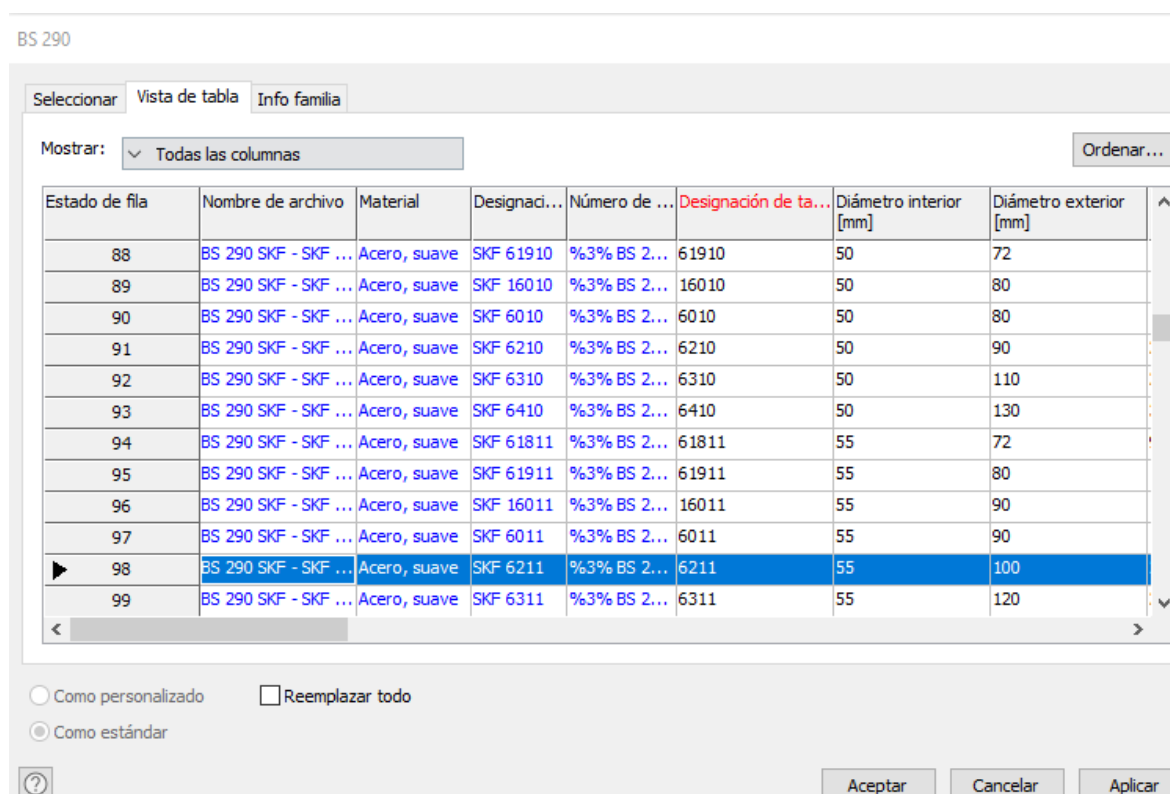 BS 290
Seleccionar Vista de tabla Info familia
Mostrar: Todas las columnas Ordenar...
Estado de fila Nombre de archivo Material Designaci... Número de ... Designación de ta... Diámetro interior [mm] Diámetro exterior [mm]
88 BS 290 SKF - SKF ... Acero, suave SKF 61910 %3% BS 2... 61910 50 72
89 BS 290 SKF - SKF ... Acero, suave SKF 16010 %3% BS 2... 16010 50 80
90 BS 290 SKF - SKF ... Acero, suave SKF 6010 %3% BS 2... 6010 50 80
91 BS 290 SKF - SKF ... Acero, suave SKF 6210 %3% BS 2... 6210 50 90
92 BS 290 SKF - SKF ... Acero, suave SKF 6310 %3% BS 2... 6310 50 110
93 BS 290 SKF - SKF ... Acero, suave SKF 6410 %3% BS 2... 6410 50 130
94 BS 290 SKF - SKF ... Acero, suave SKF 61811 %3% BS 2... 61811 55 72
95 BS 290 SKF - SKF ... Acero, suave SKF 61911 %3% BS 2... 61911 55 80
96 BS 290 SKF - SKF ... Acero, suave SKF 16011 %3% BS 2... 16011 55 90
97 BS 290 SKF - SKF ... Acero, suave SKF 6011 %3% BS 2... 6011 55 90
98 BS 290 SKF - SKF ... Acero, suave SKF 6211 %3% BS 2... 6211 55 100
99 BS 290 SKF - SKF ... Acero, suave SKF 6311 %3% BS 2... 6311 55 120
Como personalizado Reemplazar todo
Como estándar
? Aceptar Cancelar Aplicar